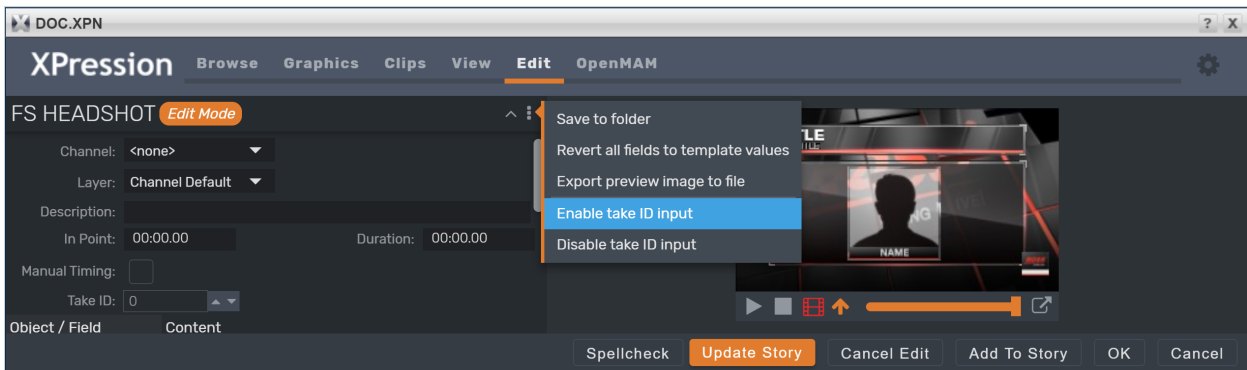 DOC.XPN
? X
XPression Browse Graphics Clips View Edit OpenMAM
FS HEADSHOT Edit Mode
Channel: <none>
Layer: Channel Default
Description:
In Point: 00:00.00 Duration: 00:00.00
Manual Timing:
Take ID: 0
Object / Field Content
Save to folder
Revert all fields to template values
Export preview image to file
Enable take ID input
Disable take ID input
NAME
Spellcheck Update Story Cancel Edit Add To Story OK Cancel